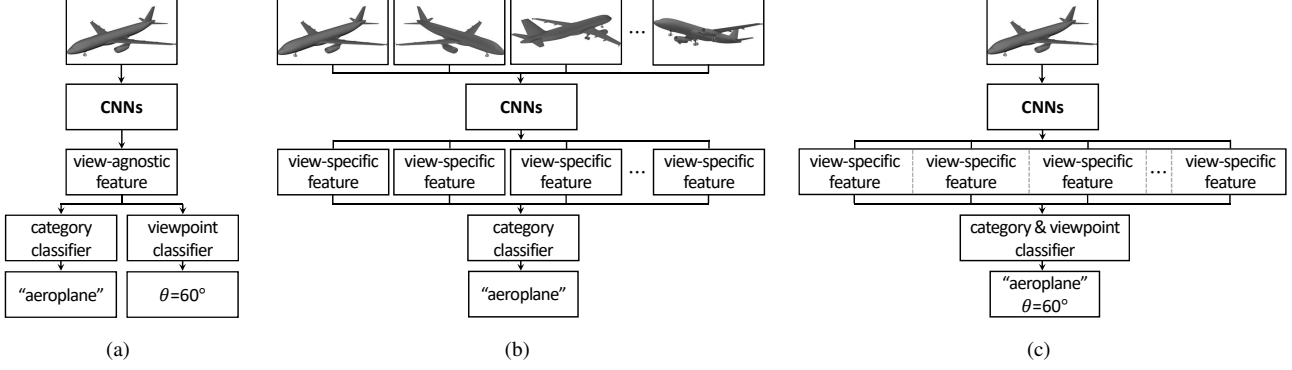 CNNs
view-agnostic
feature
category
classifier
viewpoint
classifier
“aeroplane”
θ=60°
(a)
...
CNNs
view-specific
feature
view-specific
feature
view-specific
feature
...
view-specific
feature
category
classifier
“aeroplane”
(b)
CNNs
view-specific
feature
view-specific
feature
view-specific
feature
...
view-specific
feature
category & viewpoint
classifier
“aeroplane”
θ=60°
(c)